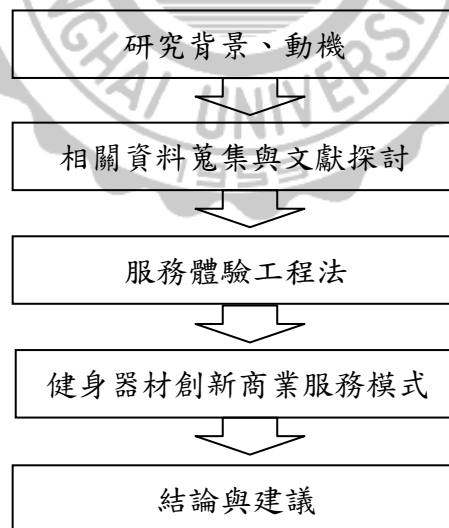 研究背景、動機
相關資料蒐集與文獻探討
服務體驗工程法
健身器材創新商業服務模式
結論與建議